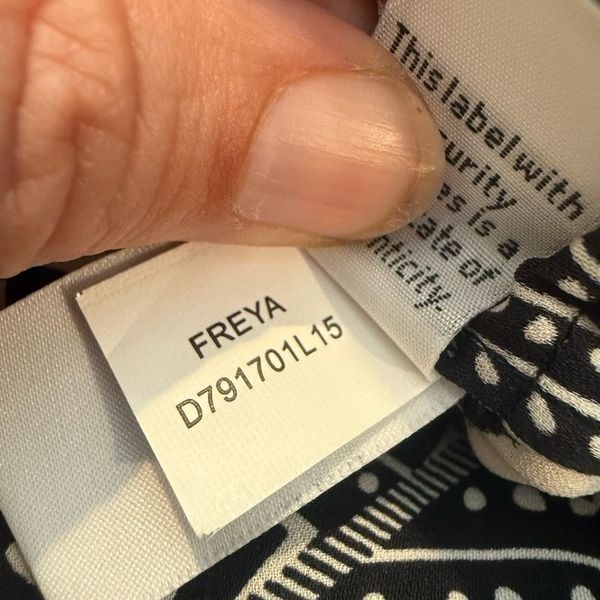 FREYA
D791701L15
This label with
is a
of